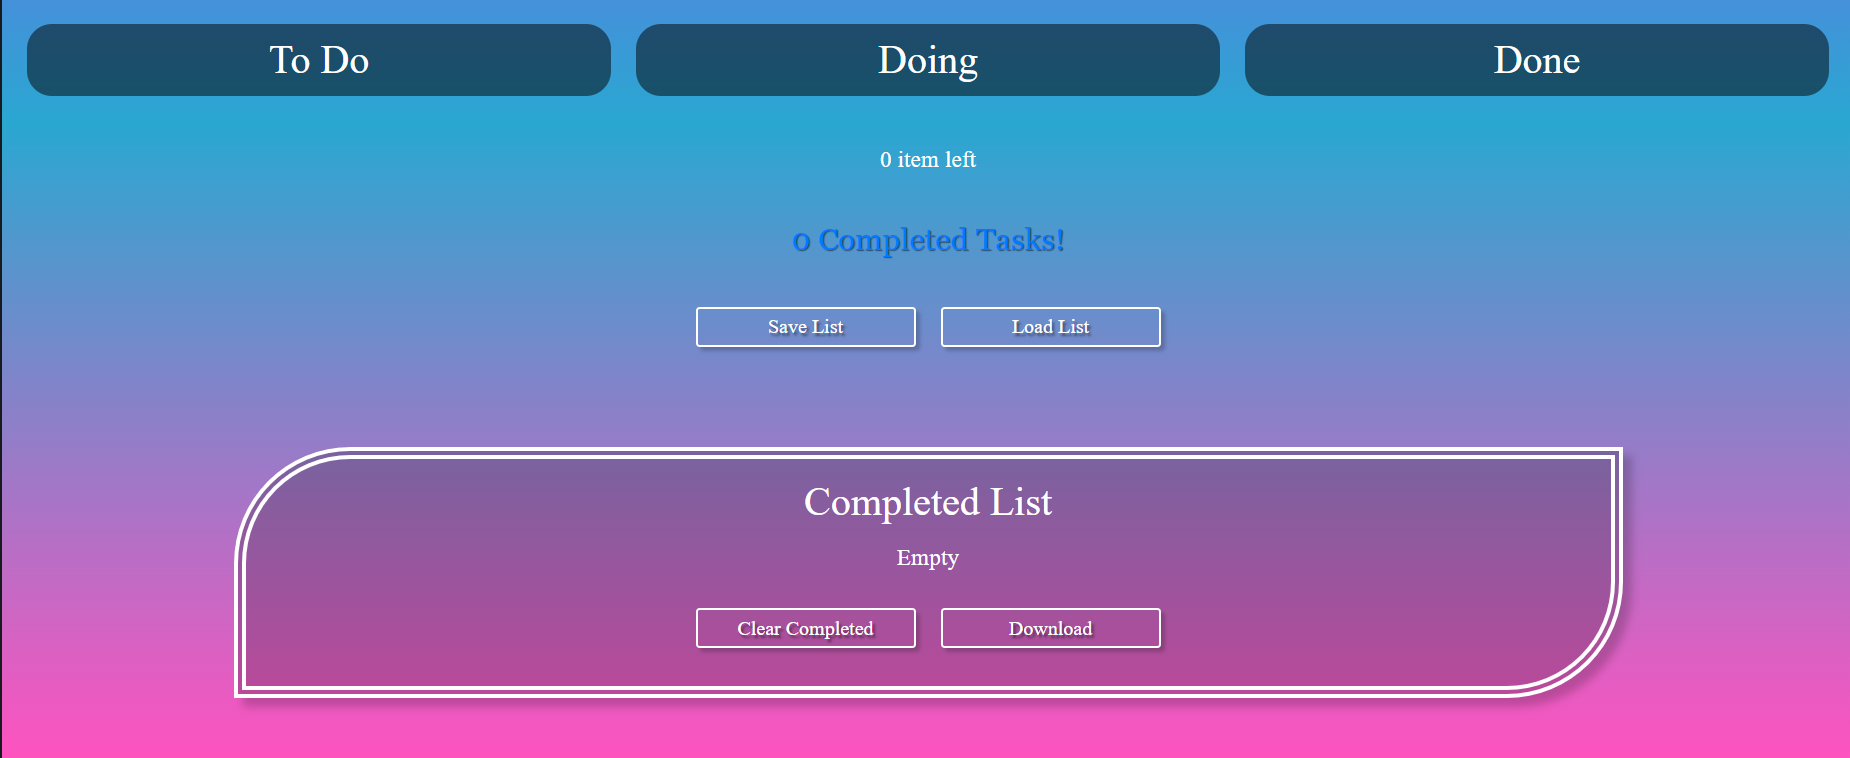 To Do
Doing
Done
0 item left
0 Completed Tasks!
Save List
Load List
Completed List
Empty
Clear Completed
Download